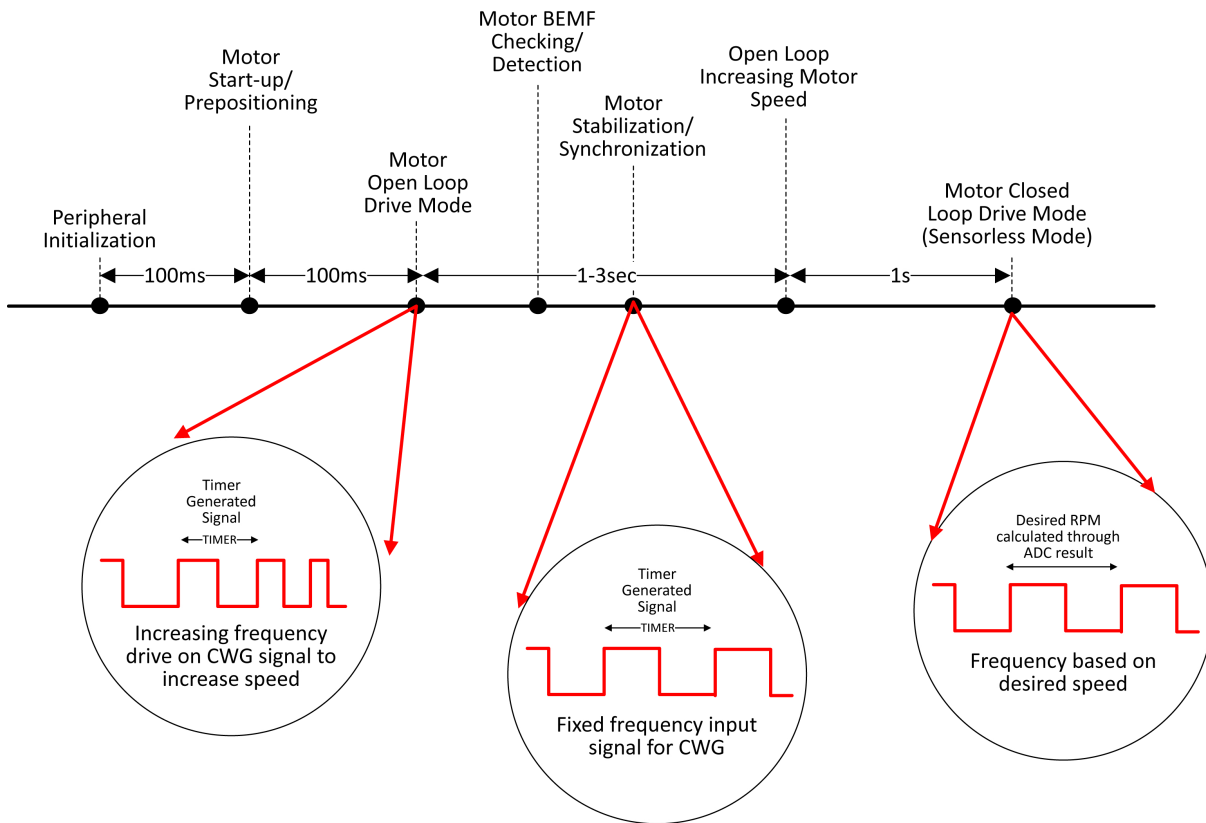 Peripheral
Initialization
Motor
Start-up/
Prepositioning
Motor
Open Loop
Drive Mode
Motor BEMF
Checking/
Detection
Motor
Stabilization/
Synchronization
Open Loop
Increasing Motor
Speed
Motor Closed
Loop Drive Mode
(Sensorless Mode)
100ms
100ms
1-3sec
1s
Timer
Generated
Signal
TIMER
Increasing frequency
drive on CWG signal to
increase speed
Timer
Generated
Signal
TIMER
Fixed frequency input
signal for CWG
Desired RPM
calculated through
ADC result
Frequency based on
desired speed